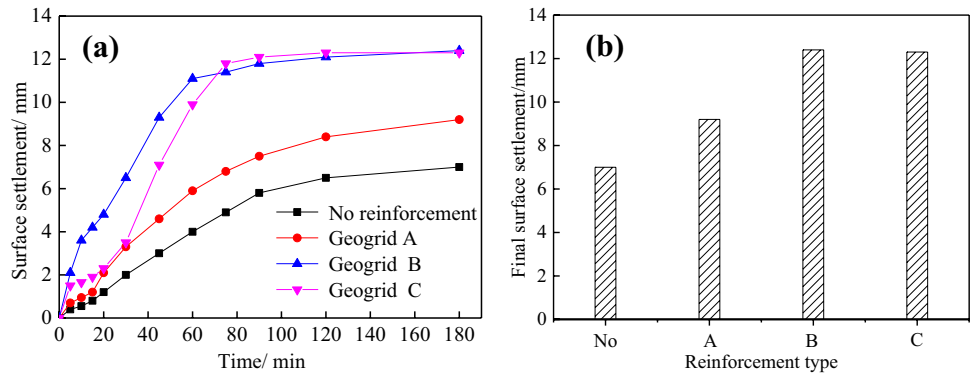 (a)
Surface settlement/ mm
14
12
10
8
6
4
2
0
0 20 40 60 80 100 120 140 160 180
Time/ min
No reinforcement
Geogrid A
Geogrid B
Geogrid C
(b)
Final surface settlement/mm
14
12
10
8
6
4
2
0
No A B C
Reinforcement type